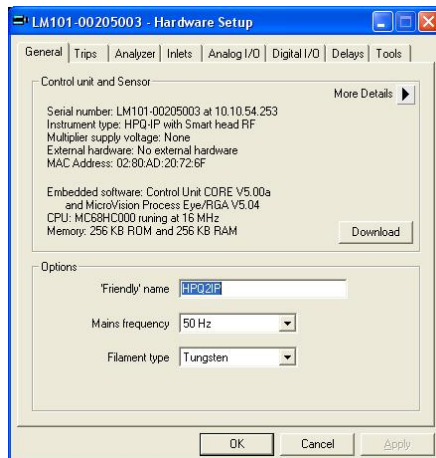 LM101-00205003 - Hardware Setup
General Trips Analyzer Inlets Analog I/O Digital I/O Delays Tools
Control unit and Sensor
More Details
Serial number: LM101-00205003 at 10.10.54.253
Instrument type: HPQ-IP with Smart head RF
Multiplier supply voltage: None
External hardware: No external hardware
MAC Address: 02:80:AD:20:72:6F
Embedded software: Control Unit CORE V5.00a
and MicroVision Process Eye/RGA V5.04
CPU: MC68HC000 runing at 16 MHz
Memory: 256 KB ROM and 256 KB RAM
Download
Options
'Friendly' name HPQ2IP
Mains frequency 50 Hz
Filament type Tungsten
OK Cancel Apply